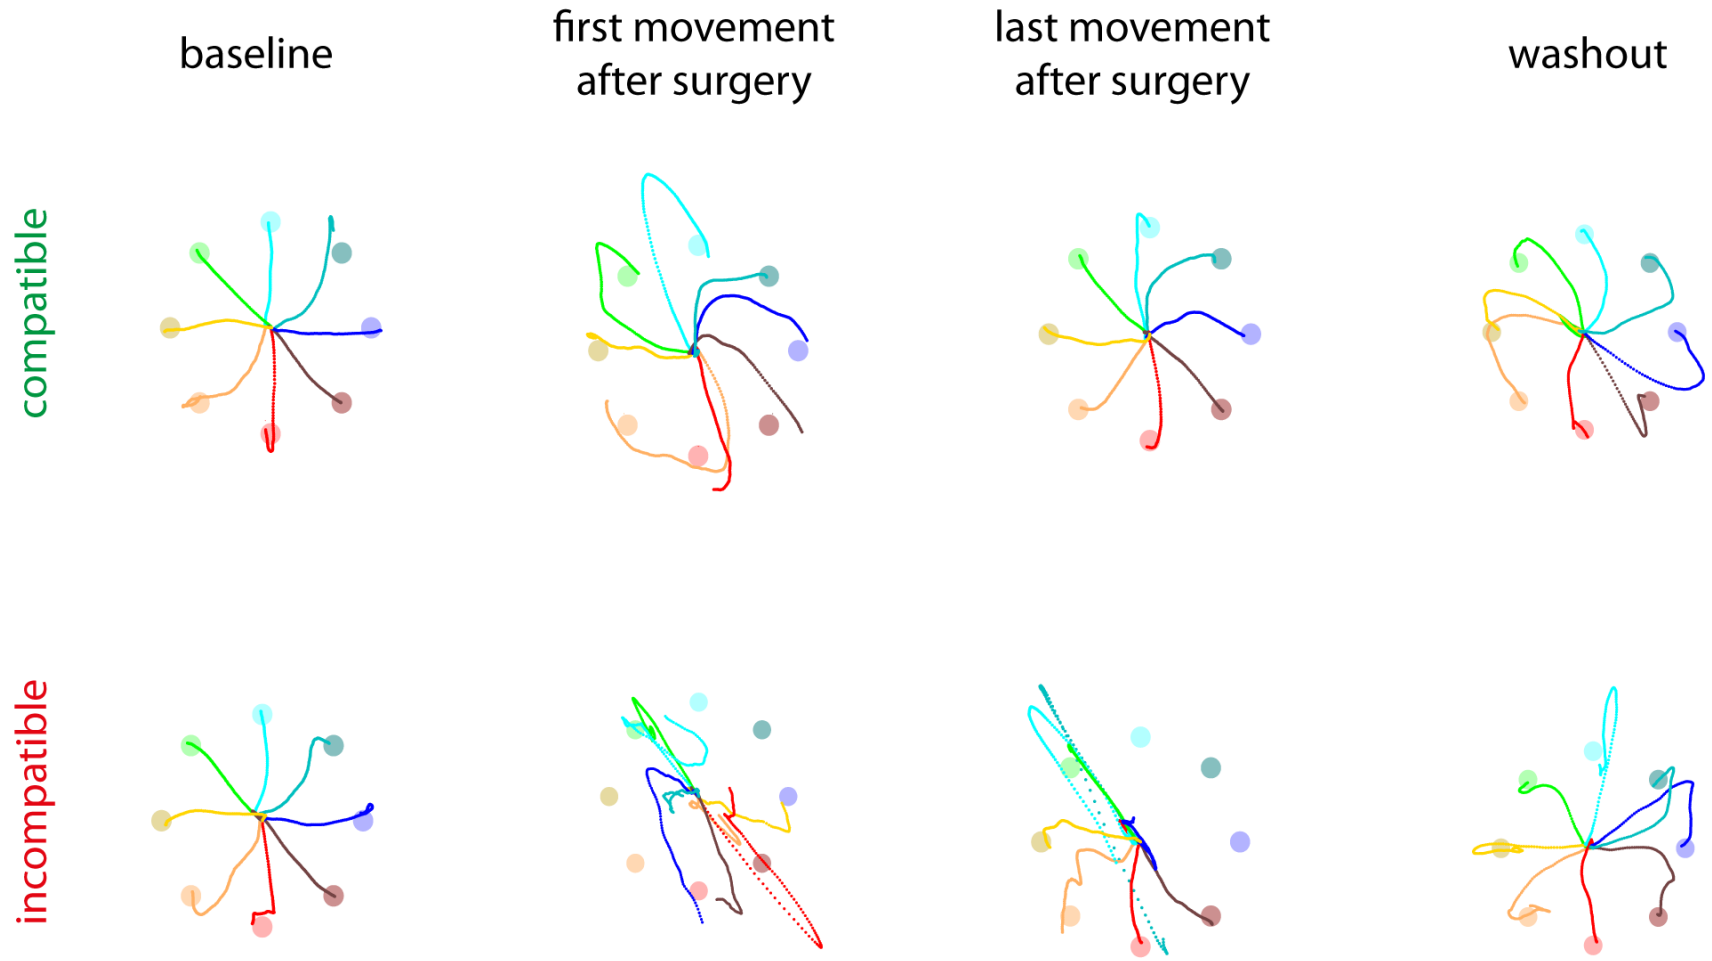 baseline
first movement
after surgery
last movement
after surgery
washout
compatible
incompatible